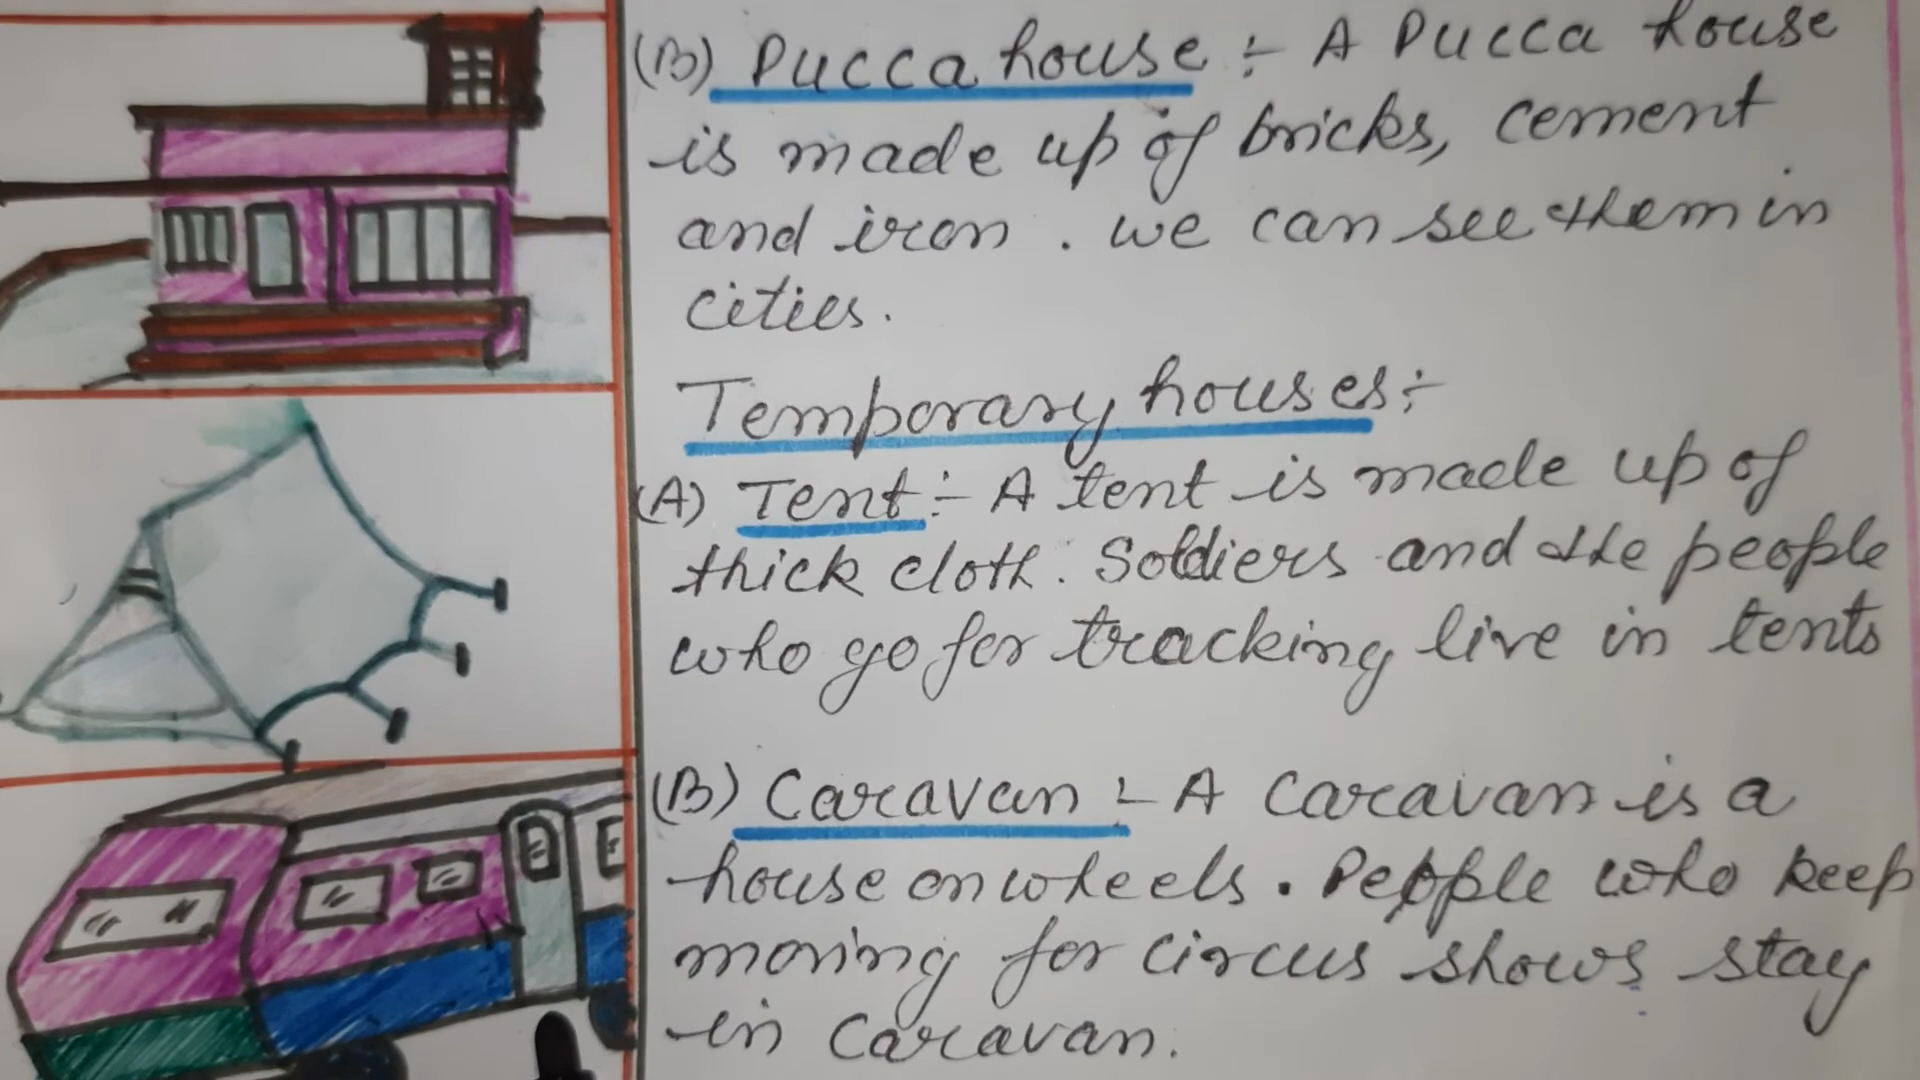 (B) Pucca house :- A Pucca house
is made up of bricks, cement
and iron . we can see them in
cities.
Temporary houses :-
(A) Tent :- A tent is made up of
thick cloth. Soldiers and the people
who go for tracking live in tents
(B) Caravan :- A Caravan is a
house on wheels. People who keep
moving for circus shows stay
in Caravan.